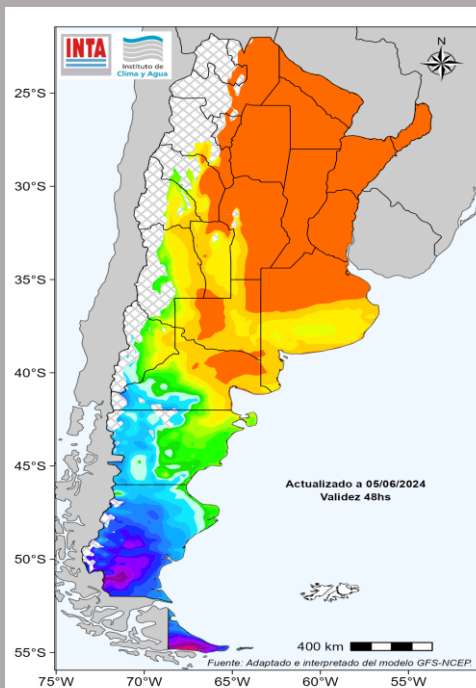 INTA
Instituto de
Clima y Agua
N
25°S
30°S
35°S
40°S
45°S
50°S
55°S
Actualizado a 05/06/2024
Validez 48hs
400 km
Fuente: Adaptado e interpretado del modelo GFS-NCEP.
75°W
70°W
65°W
60°W
55°W